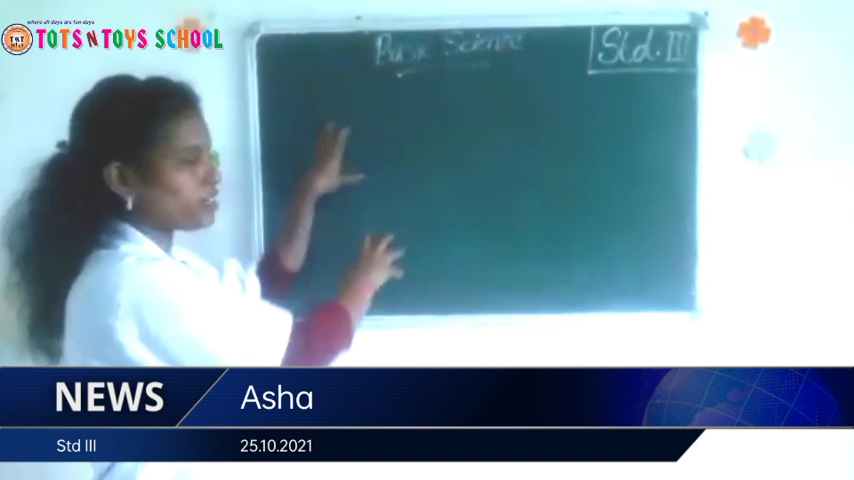 where all days are fun days
TNT
TOTS N TOYS SCHOOL
Basic Science
Std. III
NEWS
Asha
Std III
25.10.2021